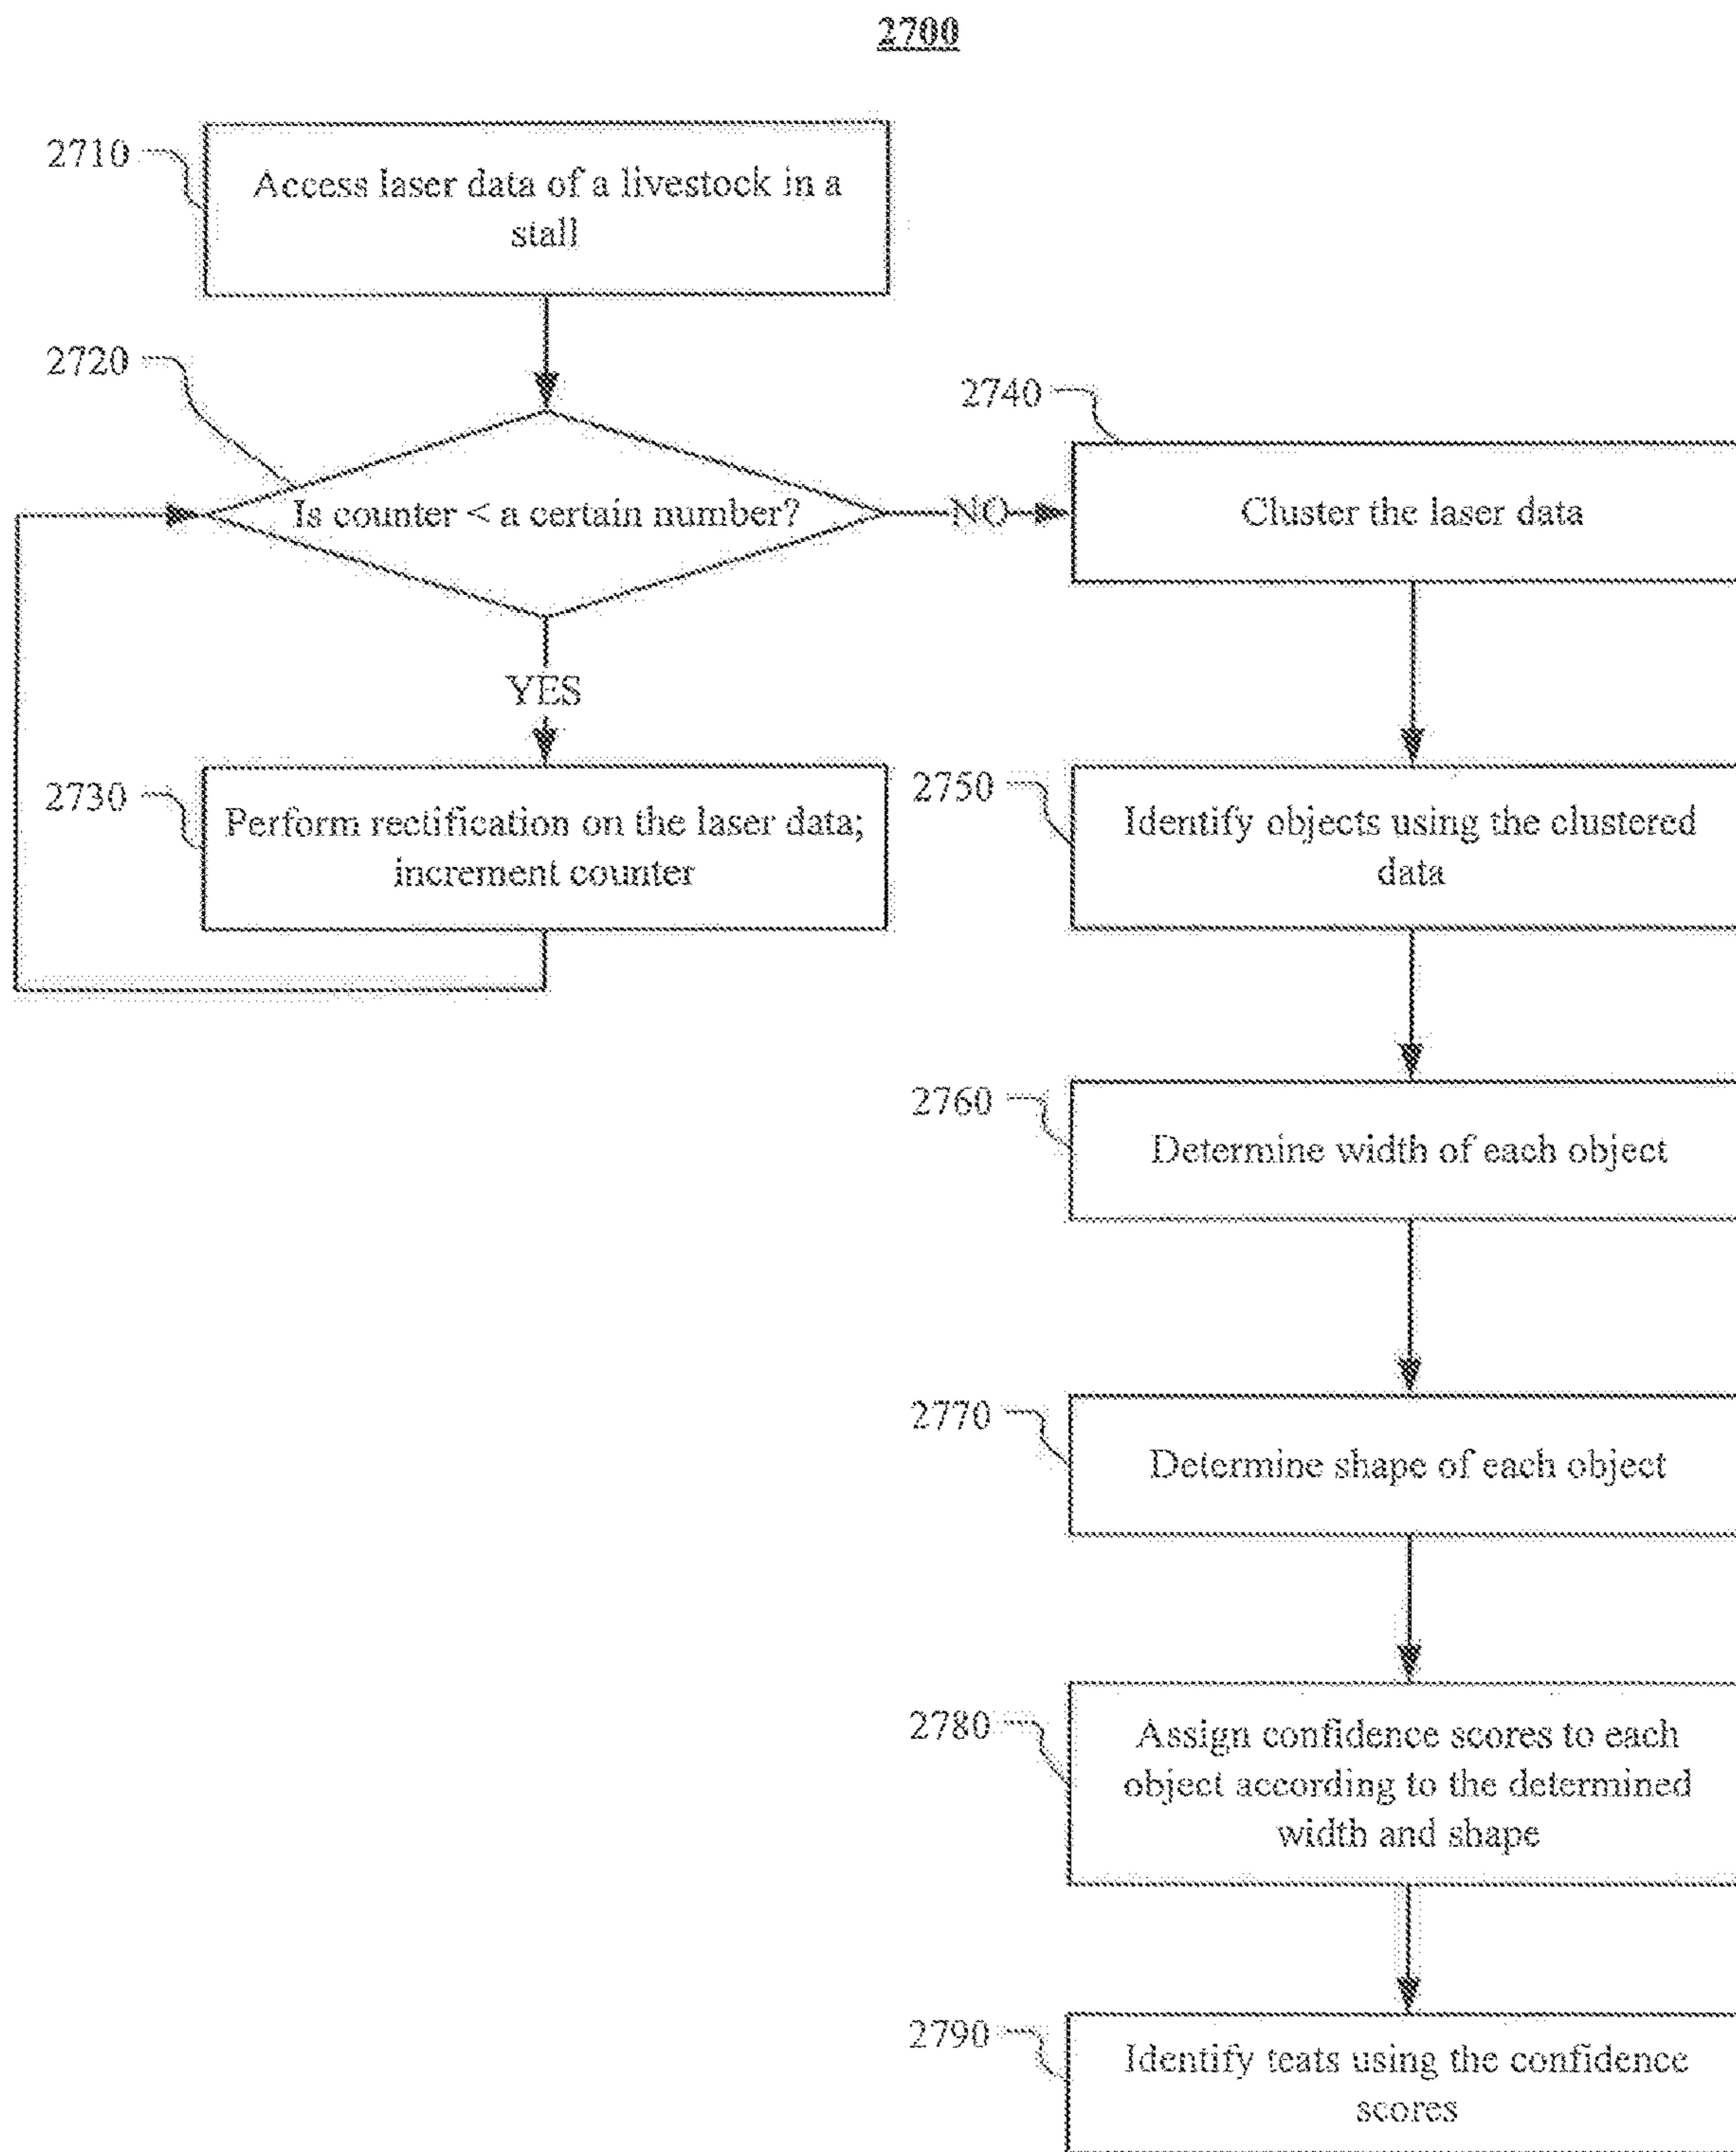 2700
2710
Access laser data of a livestock in a
stall
2720
Is counter < a certain number?
NO
YES
2730
Perform rectification on the laser data;
increment counter
2740
Cluster the laser data
2750
Identify objects using the clustered
data
2760
Determine width of each object
2770
Determine shape of each object
2780
Assign confidence scores to each
object according to the determined
width and shape
2790
Identify teats using the confidence
scores